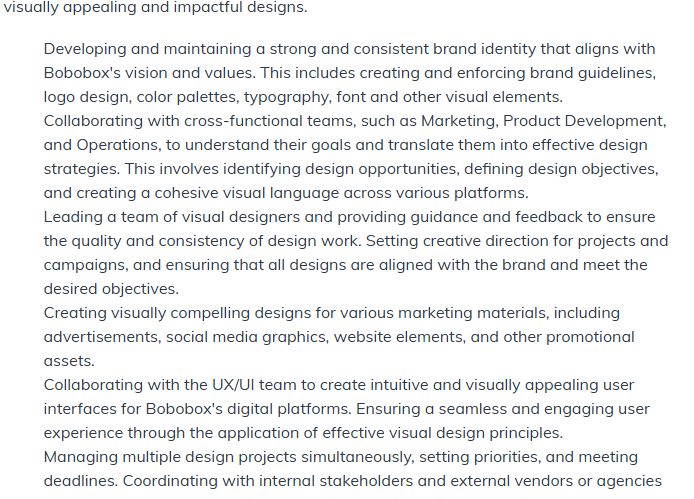 visually appealing and impactful designs.
Developing and maintaining a strong and consistent brand identity that aligns with
Bobobox's vision and values. This includes creating and enforcing brand guidelines,
logo design, color palettes, typography, font and other visual elements.
Collaborating with cross-functional teams, such as Marketing, Product Development,
and Operations, to understand their goals and translate them into effective design
strategies. This involves identifying design opportunities, defining design objectives,
and creating a cohesive visual language across various platforms.
Leading a team of visual designers and providing guidance and feedback to ensure
the quality and consistency of design work. Setting creative direction for projects and
campaigns, and ensuring that all designs are aligned with the brand and meet the
desired objectives.
Creating visually compelling designs for various marketing materials, including
advertisements, social media graphics, website elements, and other promotional
assets.
Collaborating with the UX/UI team to create intuitive and visually appealing user
interfaces for Bobobox's digital platforms. Ensuring a seamless and engaging user
experience through the application of effective visual design principles.
Managing multiple design projects simultaneously, setting priorities, and meeting
deadlines. Coordinating with internal stakeholders and external vendors or agencies